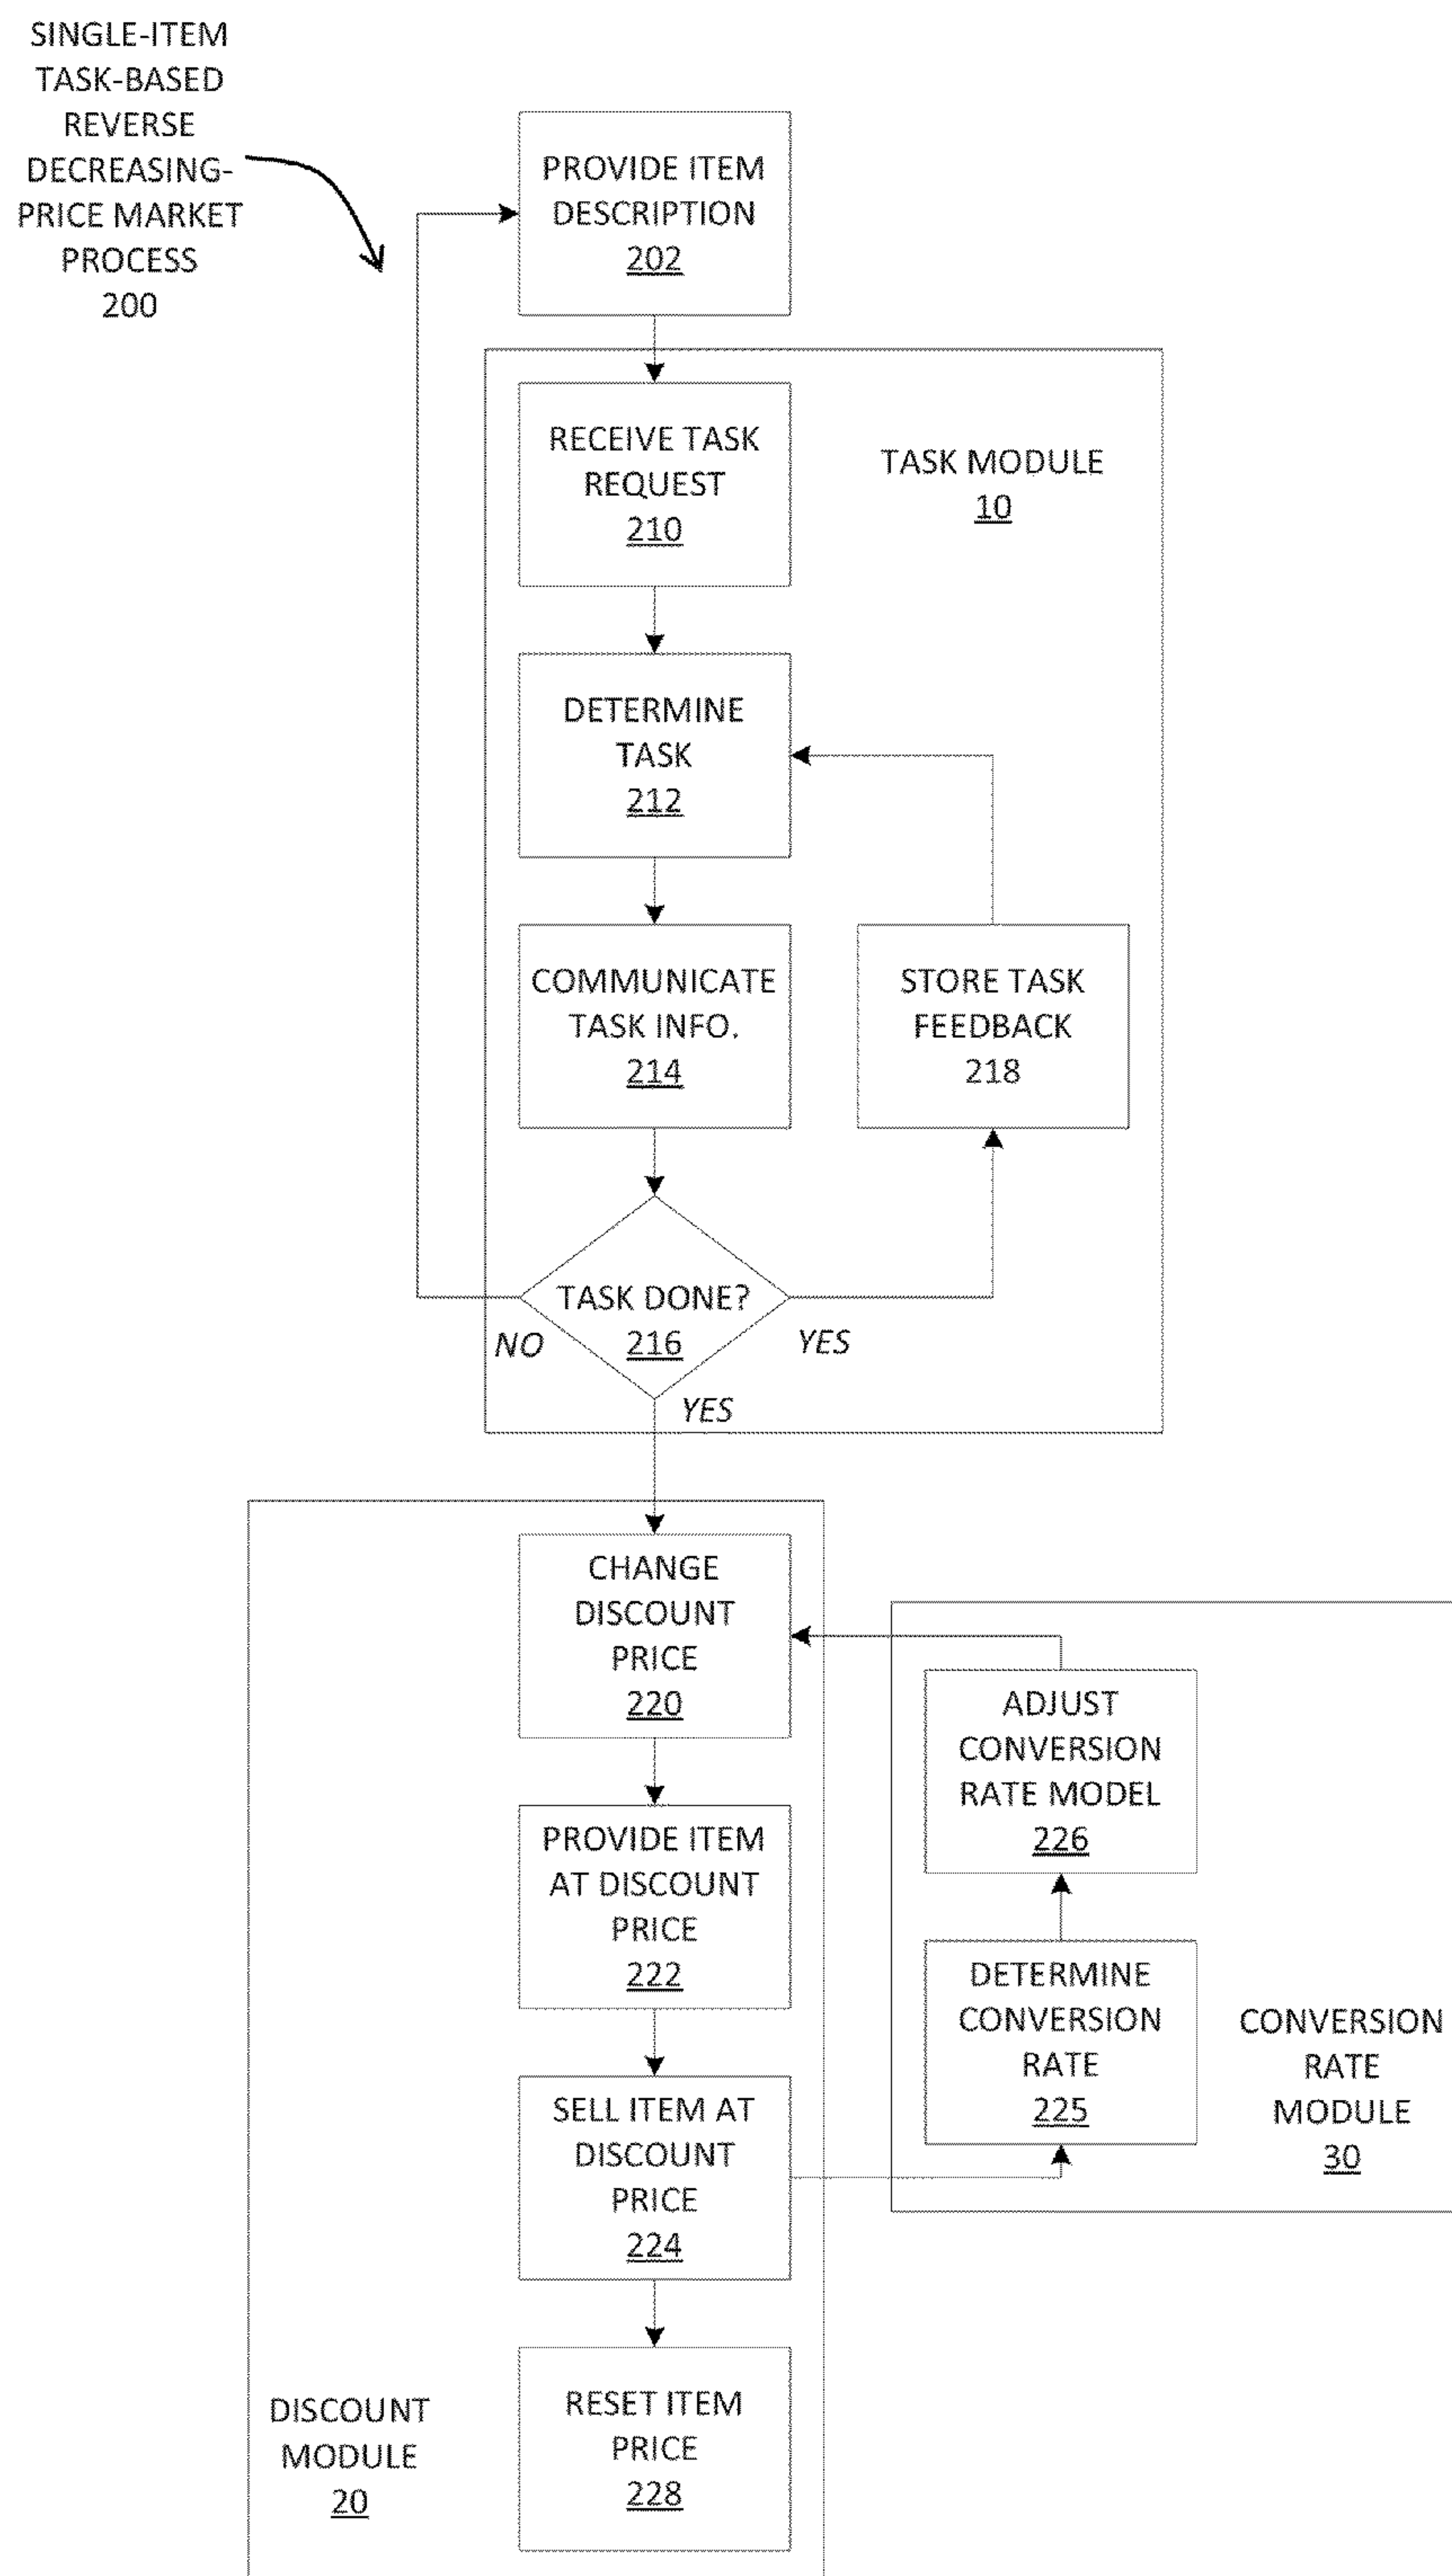 SINGLE-ITEM
TASK-BASED
REVERSE
DECREASING-
PRICE MARKET
PROCESS
200
PROVIDE ITEM
DESCRIPTION
202
RECEIVE TASK
REQUEST
210
TASK MODULE
10
DETERMINE
TASK
212
COMMUNICATE
TASK INFO.
214
STORE TASK
FEEDBACK
218
TASK DONE?
216
NO
YES
YES
CHANGE
DISCOUNT
PRICE
220
ADJUST
CONVERSION
RATE MODEL
226
PROVIDE ITEM
AT DISCOUNT
PRICE
222
DETERMINE
CONVERSION
RATE
225
CONVERSION
RATE
MODULE
30
SELL ITEM AT
DISCOUNT
PRICE
224
RESET ITEM
PRICE
228
DISCOUNT
MODULE
20